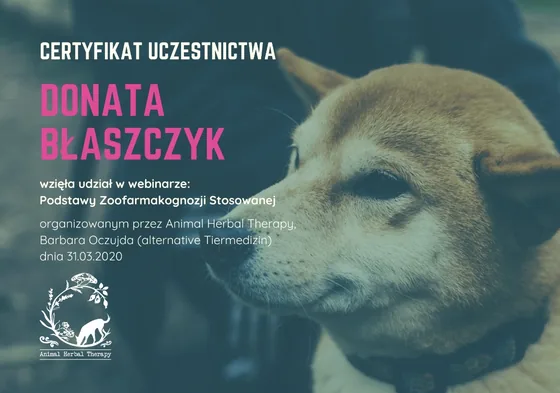 CERTYFIKAT UCZESTNICTWA
DONATA
BŁASZCZYK
wzięła udział w webinarze:
Podstawy Zoofarmakognozji Stosowanej
organizowanym przez Animal Herbal Therapy,
Barbara Oczujda (alternative Tiermedizin)
dnia 31.03.2020
Animal Herbal Therapy